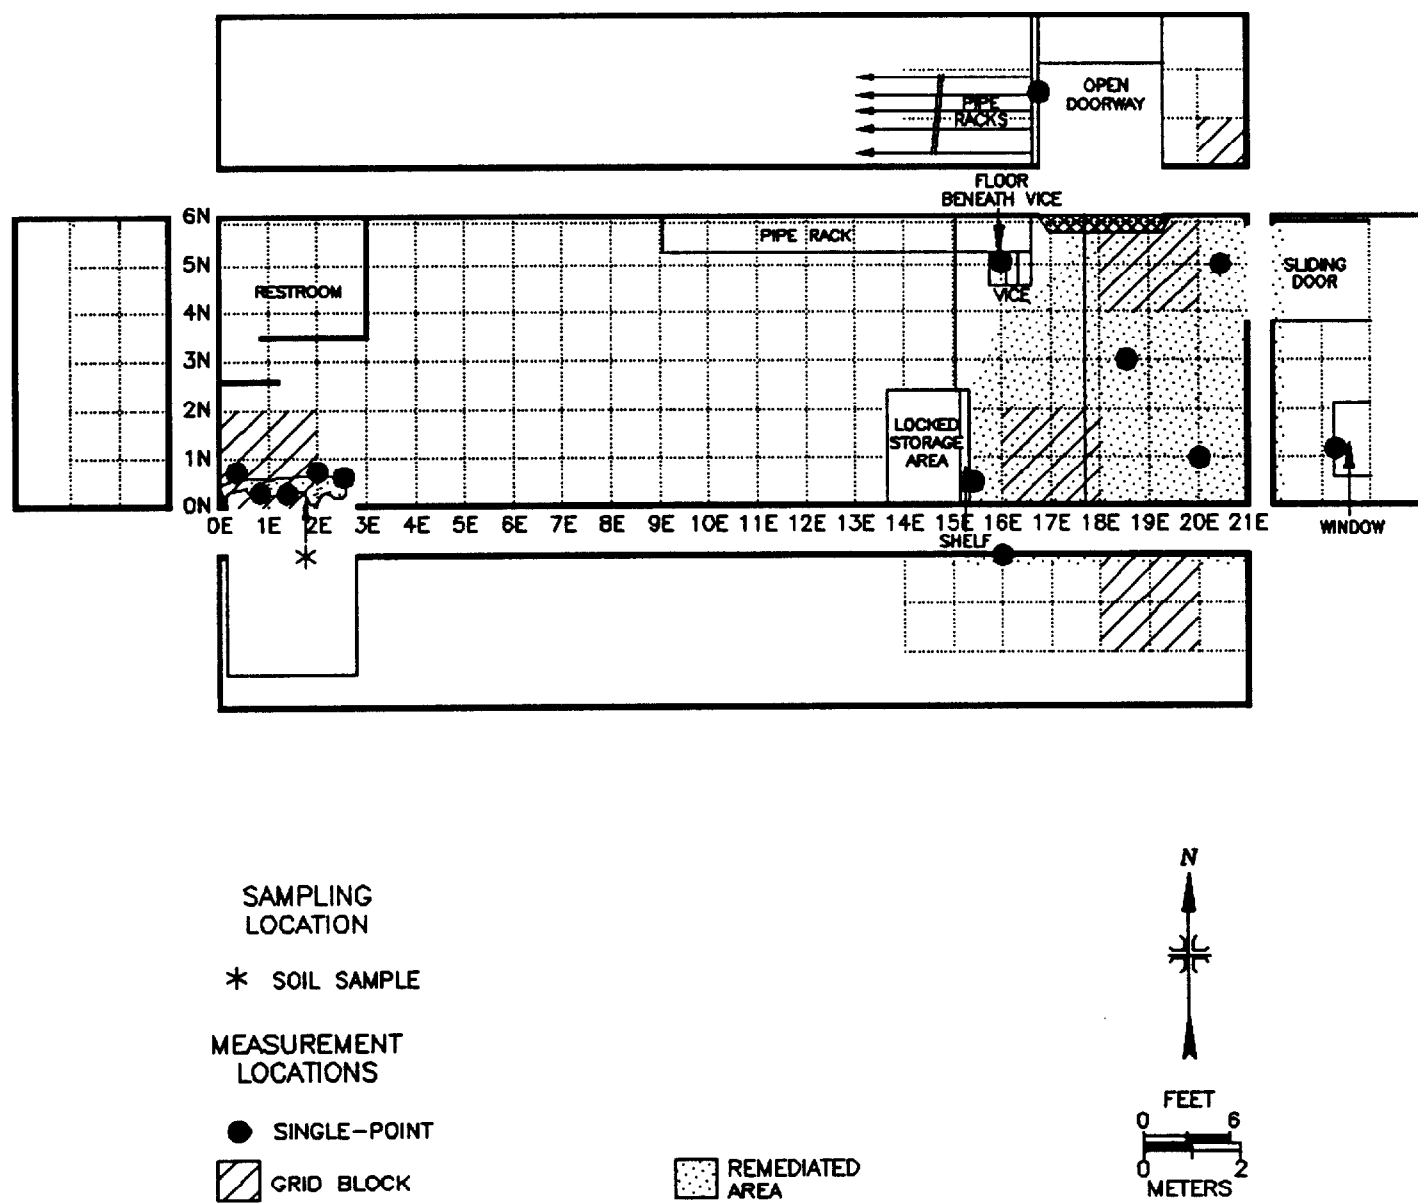 OPEN
DOORWAY
PIPE
RACKS
FLOOR
BENEATH VICE
6N
5N
4N
3N
2N
1N
0N
RESTROOM
PIPE RACK
VICE
SLIDING
DOOR
LOCKED
STORAGE
AREA
0E 1E 2E 3E 4E 5E 6E 7E 8E 9E 10E 11E 12E 13E 14E 15E 16E 17E 18E 19E 20E 21E
SHELF
WINDOW
SAMPLING
LOCATION
SOIL SAMPLE
MEASUREMENT
LOCATIONS
SINGLE-POINT
GRID BLOCK
REMEDIATED
AREA
N
FEET
0 6
0 2
METERS